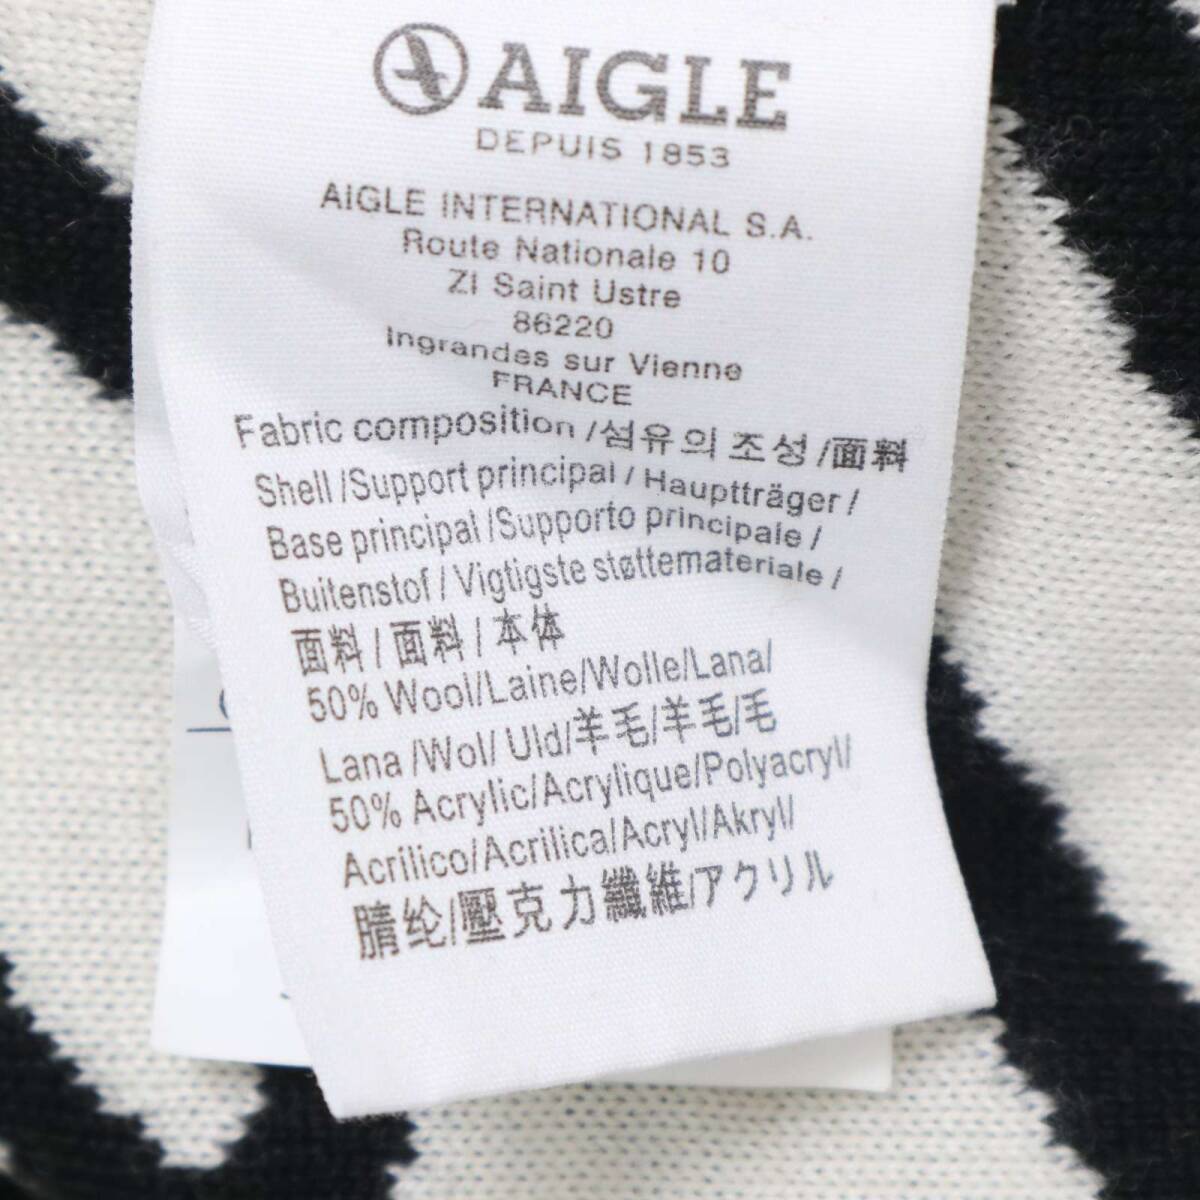 AIGLE
DEPUIS 1853
AIGLE INTERNATIONAL S.A.
Route Nationale 10
ZI Saint Ustre
86220
Ingrandes sur Vienne
FRANCE
Fabric composition /섬유의 조성/面料
Shell /Support principal / Hauptträger /
Base principal /Supporto principale /
Buitenstof / Vigtigste støttemateriale /
面料 / 面料 / 本体
50% Wool/Laine/Wolle/Lana/
Lana /Wol/ Uld/羊毛/羊毛/毛
50% Acrylic/Acrylique/Polyacryl/
Acrilico/Acrilica/Acryl/Akryl/
腈纶/壓克力纖維/アクリル